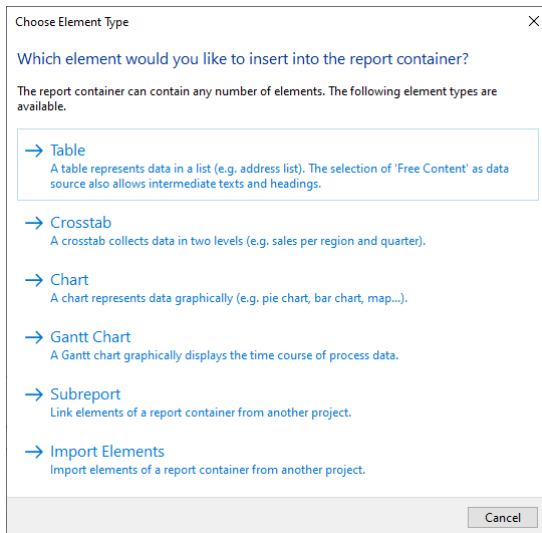 Choose Element Type
Which element would you like to insert into the report container?
The report container can contain any number of elements. The following element types are
available.
Table
A table represents data in a list (e.g. address list). The selection of 'Free Content' as data
source also allows intermediate texts and headings.
Crosstab
A crosstab collects data in two levels (e.g. sales per region and quarter).
Chart
A chart represents data graphically (e.g. pie chart, bar chart, map...).
Gantt Chart
A Gantt chart graphically displays the time course of process data.
Subreport
Link elements of a report container from another project.
Import Elements
Import elements of a report container from another project.
Cancel